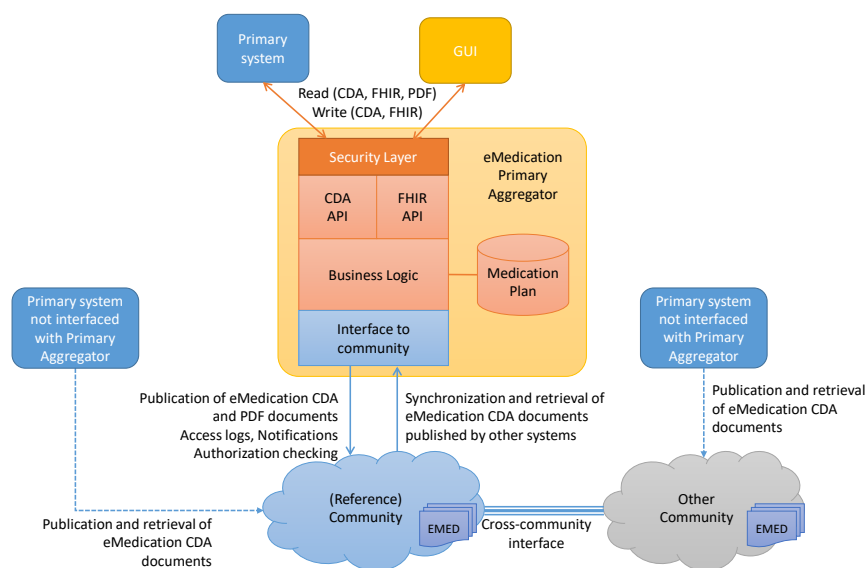 Primary
system
GUI
Read (CDA, FHIR, PDF)
Write (CDA, FHIR)
Security Layer
eMedication
Primary
Aggregator
CDA
API
FHIR
API
Business Logic
Medication
Plan
Interface to
community
Primary system
not interfaced
with Primary
Aggregator
Primary system
not interfaced
with Primary
Aggregator
Publication of eMedication CDA
and PDF documents
Access logs, Notifications
Authorization checking
Synchronization and retrieval of
eMedication CDA documents
published by other systems
Publication and retrieval
of eMedication CDA
documents
(Reference)
Community
EMED
Cross-community
interface
Other
Community
EMED
Publication and retrieval of
eMedication CDA
documents